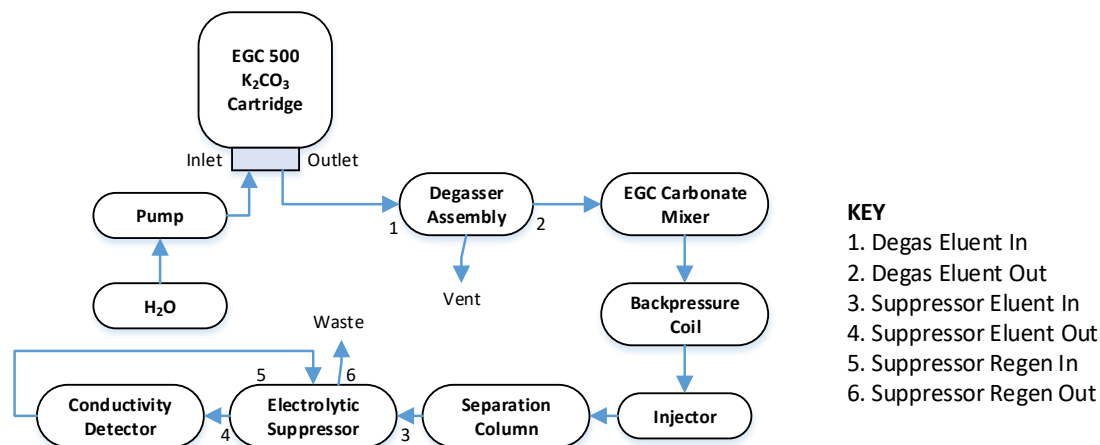 EGC 500
K₂CO₃
Cartridge
Inlet
Outlet
Pump
H₂O
Degasser
Assembly
1
2
Vent
EGC Carbonate
Mixer
Backpressure
Coil
Injector
Separation
Column
3
Electrolytic
Suppressor
4
5
6
Waste
Conductivity
Detector
KEY
1. Degas Eluent In
2. Degas Eluent Out
3. Suppressor Eluent In
4. Suppressor Eluent Out
5. Suppressor Regen In
6. Suppressor Regen Out